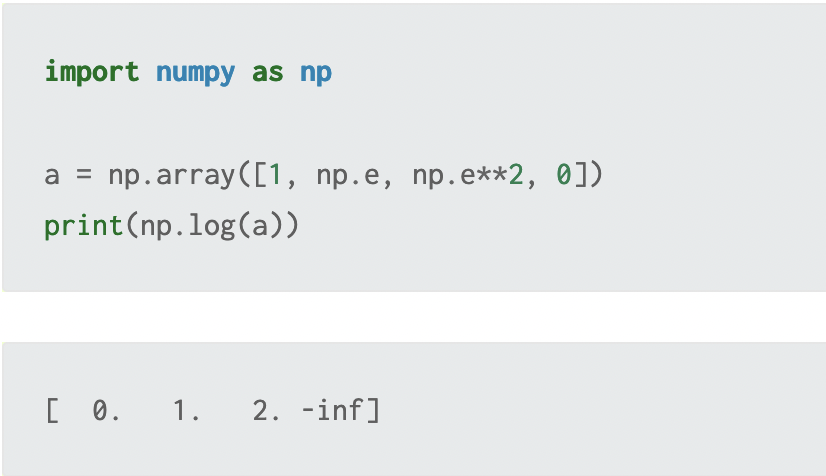 import numpy as np
a = np.array([1, np.e, np.e**2, 0])
print(np.log(a))
[  0.   1.   2. -inf]